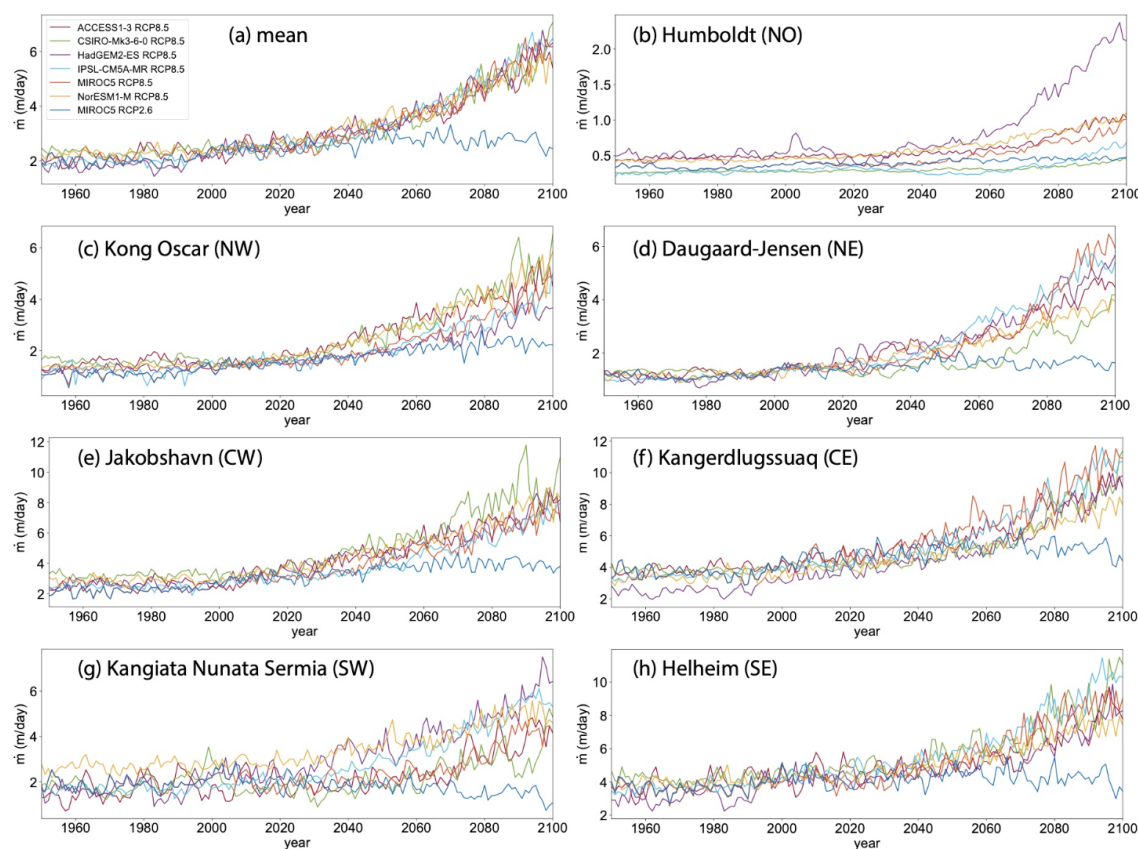 (a) mean
ACCESS1-3 RCP8.5
CSIRO-Mk3-6-0 RCP8.5
HadGEM2-ES RCP8.5
IPSL-CM5A-MR RCP8.5
MIROC5 RCP8.5
NorESM1-M RCP8.5
MIROC5 RCP2.6
ṁ (m/day)
6
4
2
1960 1980 2000 2020 2040 2060 2080 2100
year
(b) Humboldt (NO)
ṁ (m/day)
2.0
1.5
1.0
0.5
1960 1980 2000 2020 2040 2060 2080 2100
year
(c) Kong Oscar (NW)
ṁ (m/day)
6
4
2
1960 1980 2000 2020 2040 2060 2080 2100
year
(d) Daugaard-Jensen (NE)
ṁ (m/day)
6
4
2
1960 1980 2000 2020 2040 2060 2080 2100
year
(e) Jakobshavn (CW)
ṁ (m/day)
12
10
8
6
4
2
1960 1980 2000 2020 2040 2060 2080 2100
year
(f) Kangerdlugssuaq (CE)
ṁ (m/day)
12
10
8
6
4
2
1960 1980 2000 2020 2040 2060 2080 2100
year
(g) Kangiata Nunata Sermia (SW)
ṁ (m/day)
6
4
2
1960 1980 2000 2020 2040 2060 2080 2100
year
(h) Helheim (SE)
ṁ (m/day)
10
8
6
4
2
1960 1980 2000 2020 2040 2060 2080 2100
year